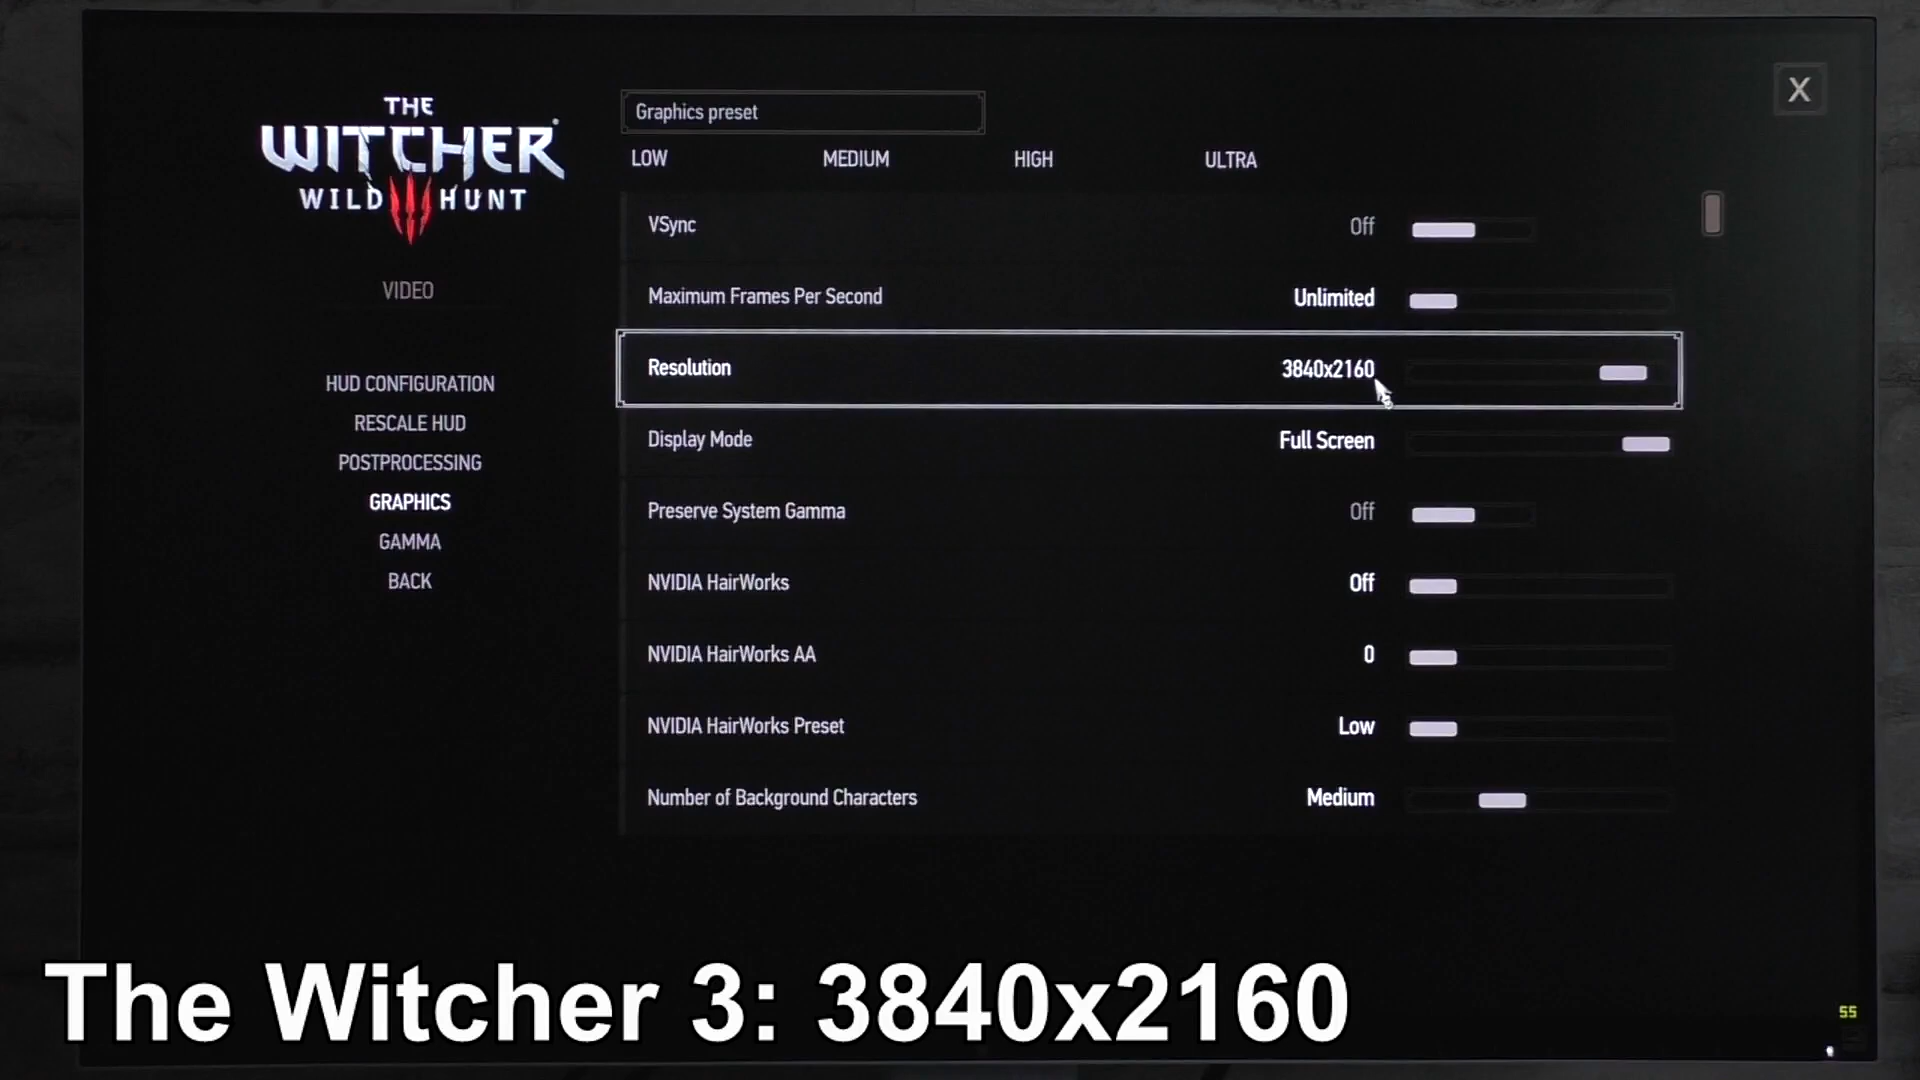 THE
WITCHER
WILD HUNT
VIDEO
HUD CONFIGURATION
RESCALE HUD
POSTPROCESSING
GRAPHICS
GAMMA
BACK
Graphics preset
X
LOW MEDIUM HIGH ULTRA
VSync Off
Maximum Frames Per Second Unlimited
Resolution 3840x2160
Display Mode Full Screen
Preserve System Gamma Off
NVIDIA HairWorks Off
NVIDIA HairWorks AA 0
NVIDIA HairWorks Preset Low
Number of Background Characters Medium
The Witcher 3: 3840x2160
55